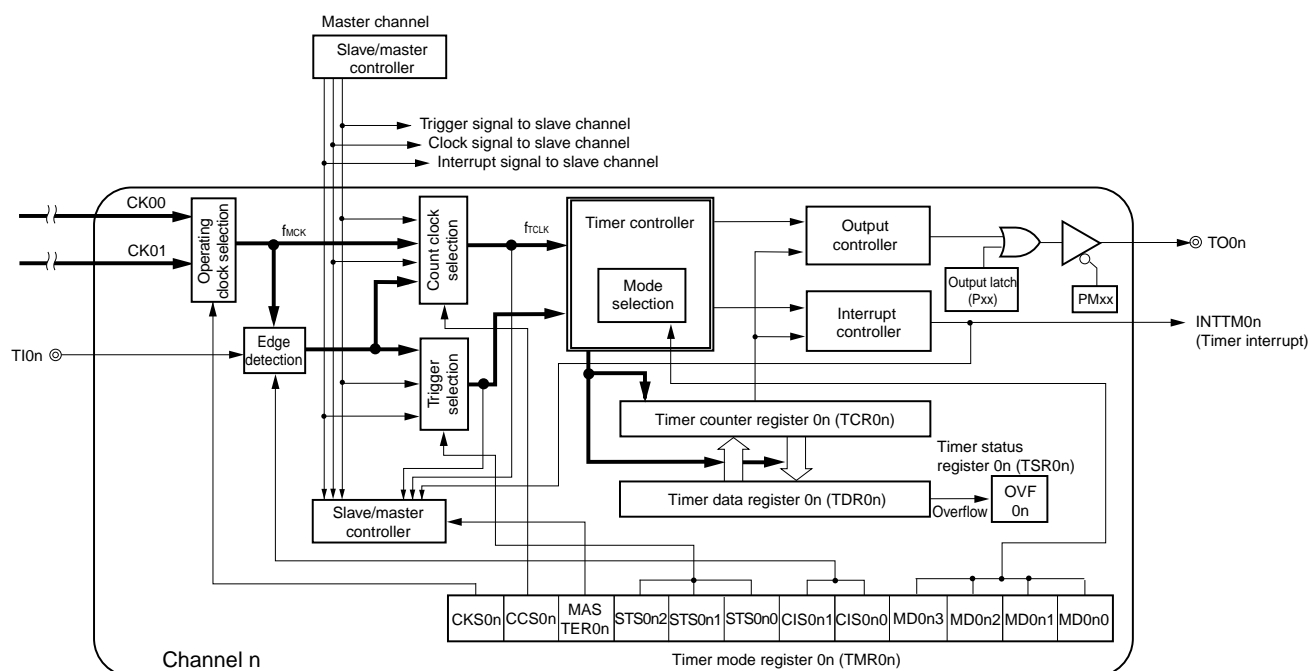 Master channel
Slave/master
controller
Trigger signal to slave channel
Clock signal to slave channel
Interrupt signal to slave channel
CK00
CK01
Operating
clock selection
fMCK
Count clock
selection
fTCLK
Timer controller
Mode
selection
Output
controller
Output latch
(Pxx)
PMxx
TO0n
Interrupt
controller
INTTM0n
(Timer interrupt)
TI0n
Edge
detection
Trigger
selection
Timer counter register 0n (TCR0n)
Timer status
register 0n (TSR0n)
Timer data register 0n (TDR0n)
Overflow
OVF
0n
Slave/master
controller
CKS0n
CCS0n
MAS
TER0n
STS0n2
STS0n1
STS0n0
CIS0n1
CIS0n0
MD0n3
MD0n2
MD0n1
MD0n0
Channel n
Timer mode register 0n (TMR0n)